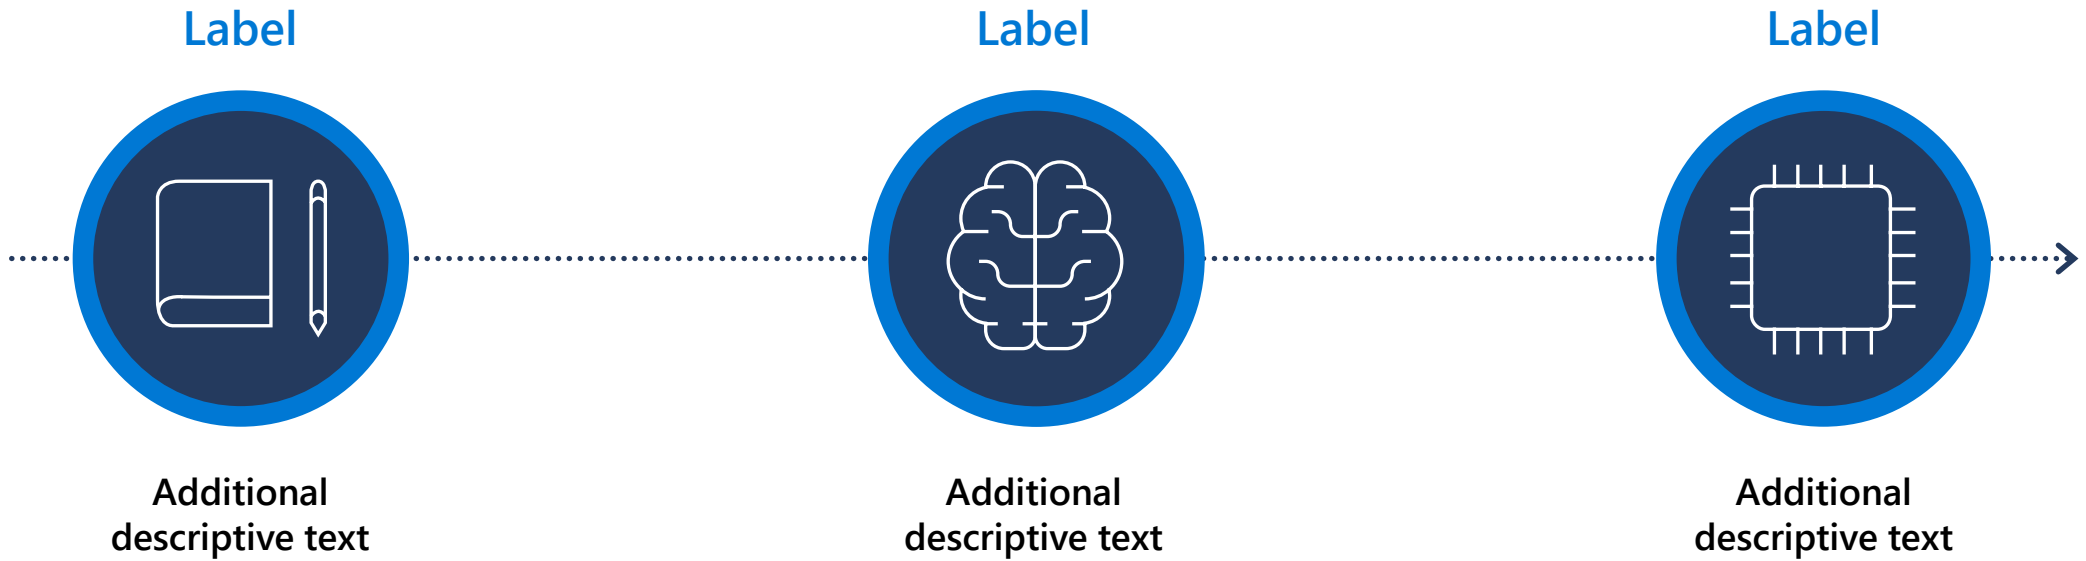 Label
Label
Label
Additional
descriptive text
Additional
descriptive text
Additional
descriptive text